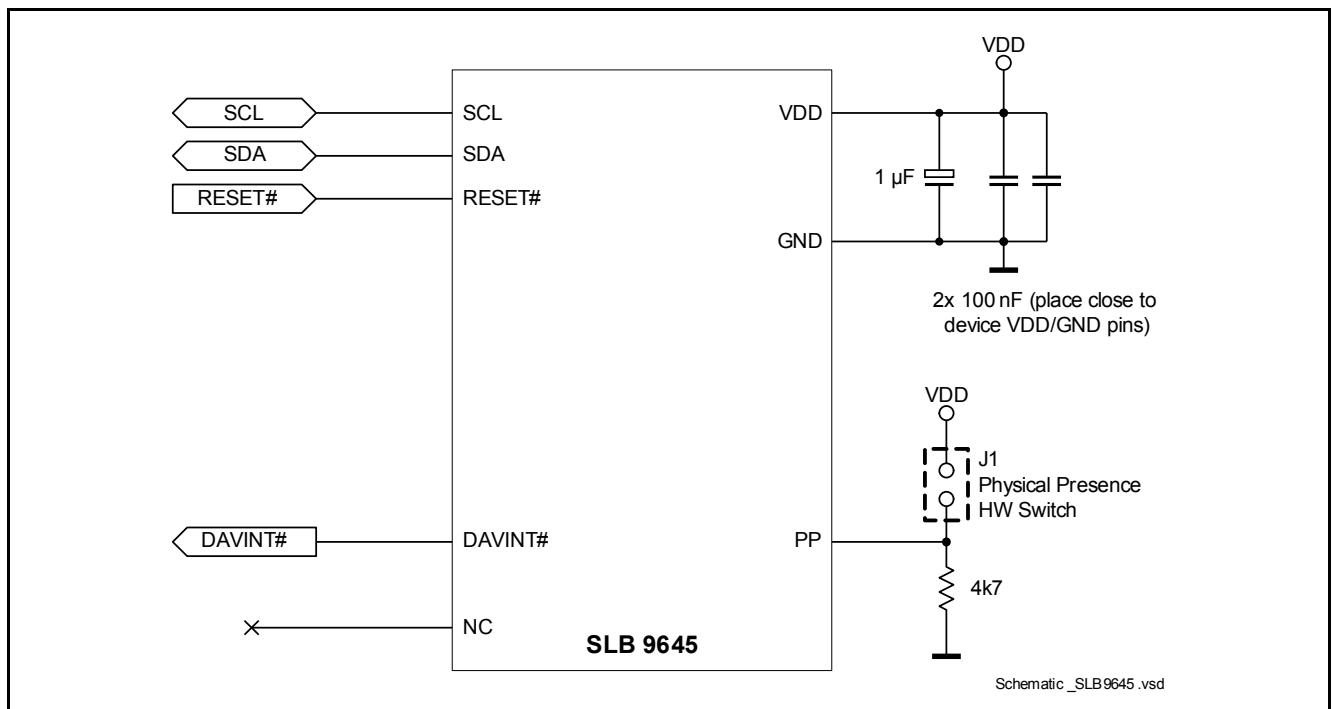 VDD
SCL
SCL
VDD
SDA
SDA
1 µF
RESET#
RESET#
GND
2x 100 nF (place close to
device VDD/GND pins)
VDD
J1
Physical Presence
HW Switch
DAVINT#
DAVINT#
PP
4k7
NC
SLB 9645
Schematic _SLB9645 .vsd